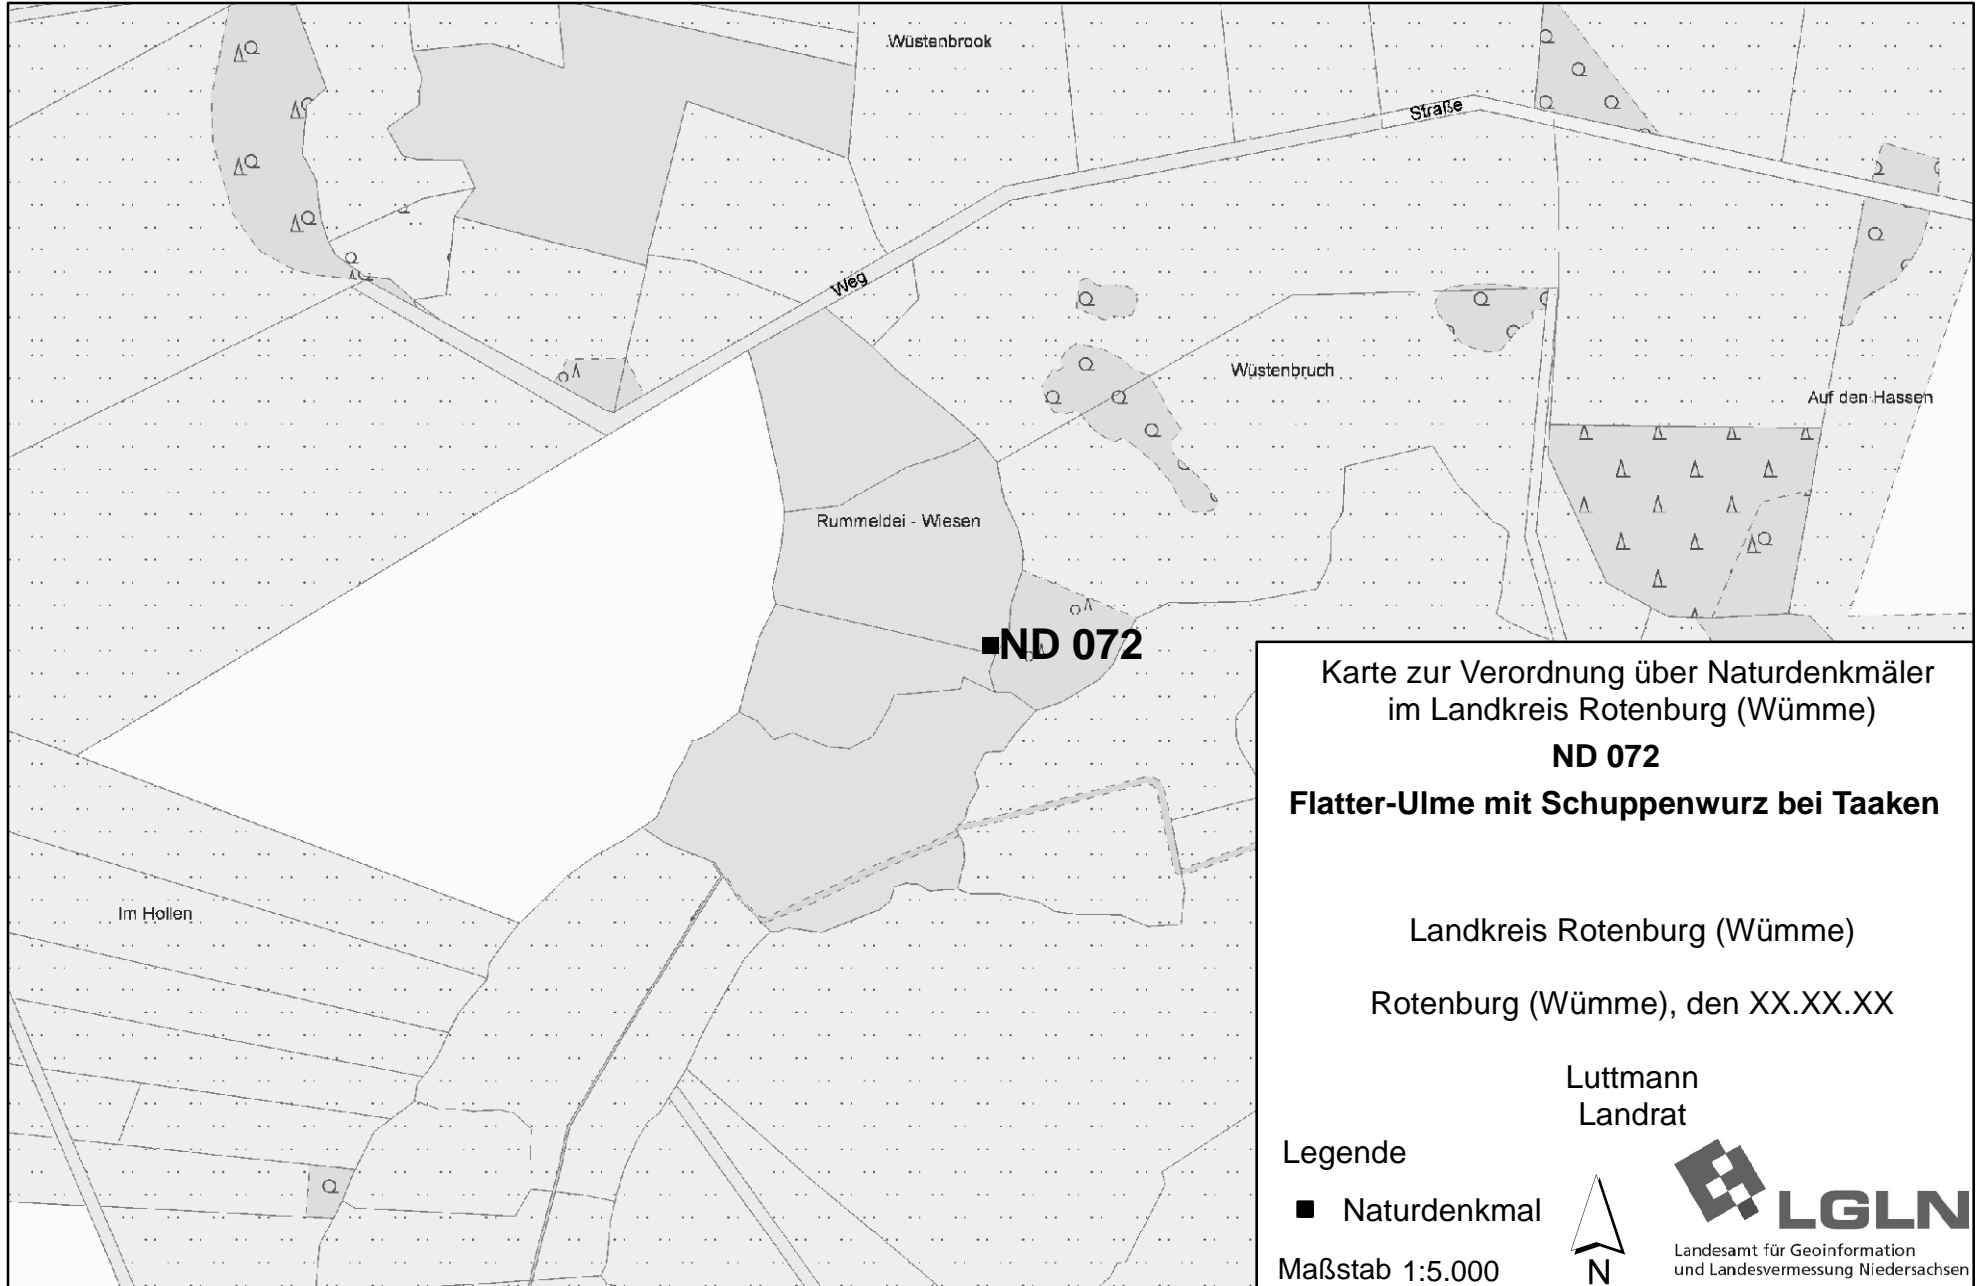 Wüstenbrook
Straße
Weg
Wüstenbruch
Auf den Hassen
Rummeldei - Wiesen
ND 072
Im Hollen
Karte zur Verordnung über Naturdenkmäler
im Landkreis Rotenburg (Wümme)
ND 072
Flatter-Ulme mit Schuppenwurz bei Taaken
Landkreis Rotenburg (Wümme)
Rotenburg (Wümme), den XX.XX.XX
Luttmann
Landrat
Legende
Naturdenkmal
Maßstab 1:5.000
N
LGLN
Landesamt für Geoinformation
und Landesvermessung Niedersachsen